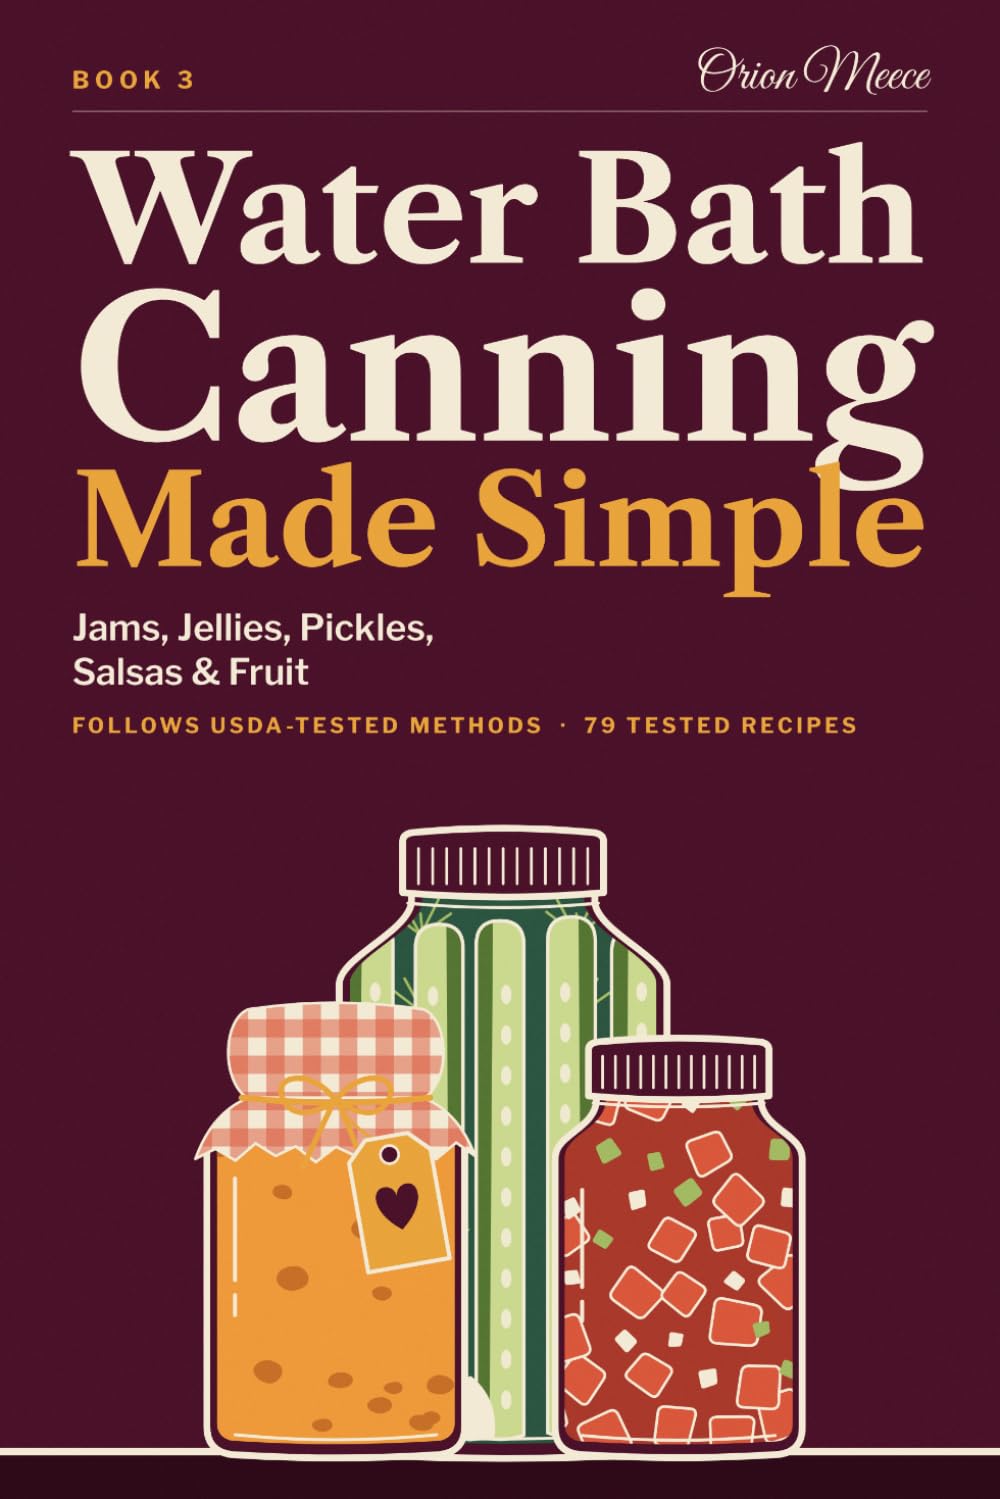 BOOK 3
Orion Meece
Water Bath
Canning
Made Simple
Jams, Jellies, Pickles,
Salsas & Fruit
FOLLOWS USDA-TESTED METHODS · 79 TESTED RECIPES